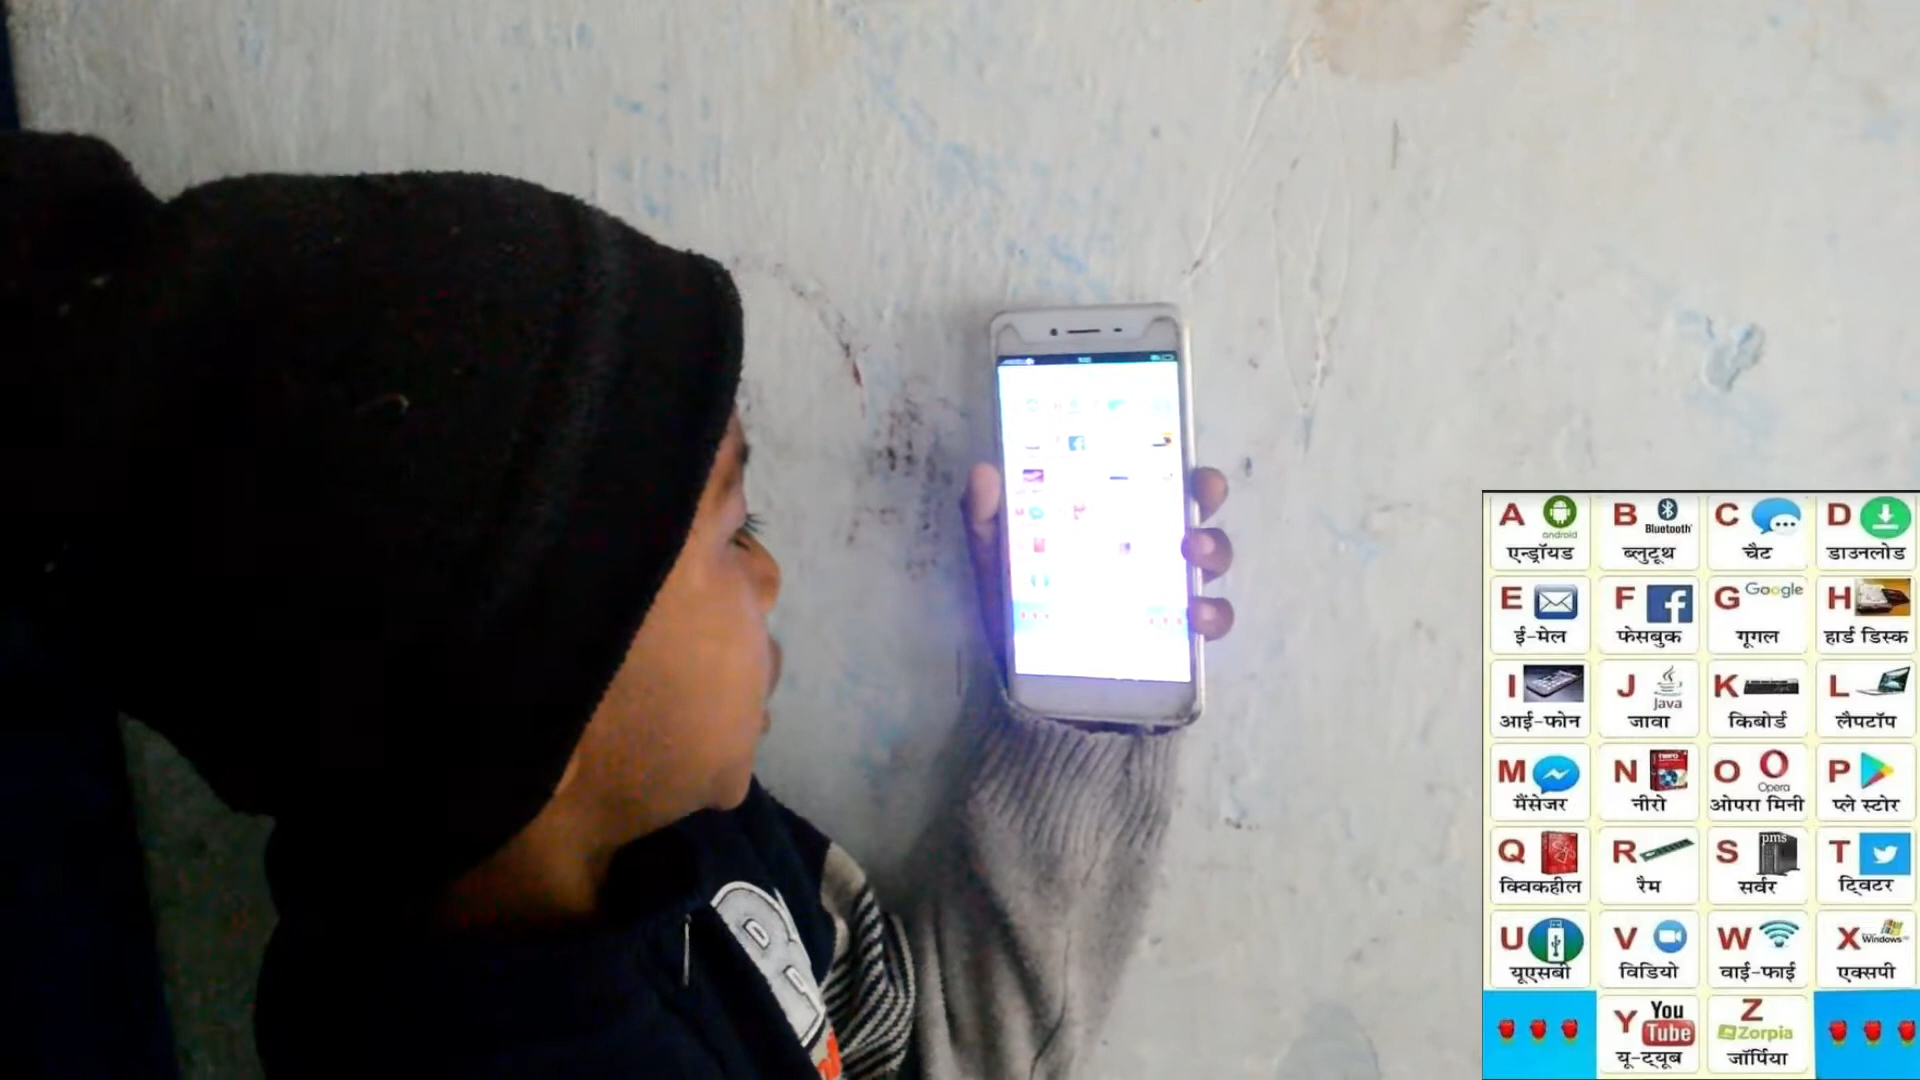 A android B Bluetooth C D
एन्ड्रॉयड ब्लुटूथ चैट डाउनलोड
E F G Google H
ई-मेल फेसबुक गूगल हार्ड डिस्क
I J Java K L
आई-फोन जावा किबोर्ड लैपटॉप
M N O Opera P
मैंसेजर नीरो ओपरा मिनी प्ले स्टोर
Q R S pms T
क्विकहील रैम सर्वर ट्विटर
U V W X Windows
यूएसबी विडियो वाई-फाई एक्सपी
Y You Tube Z Zorpia
यू-ट्यूब जॉर्पिया